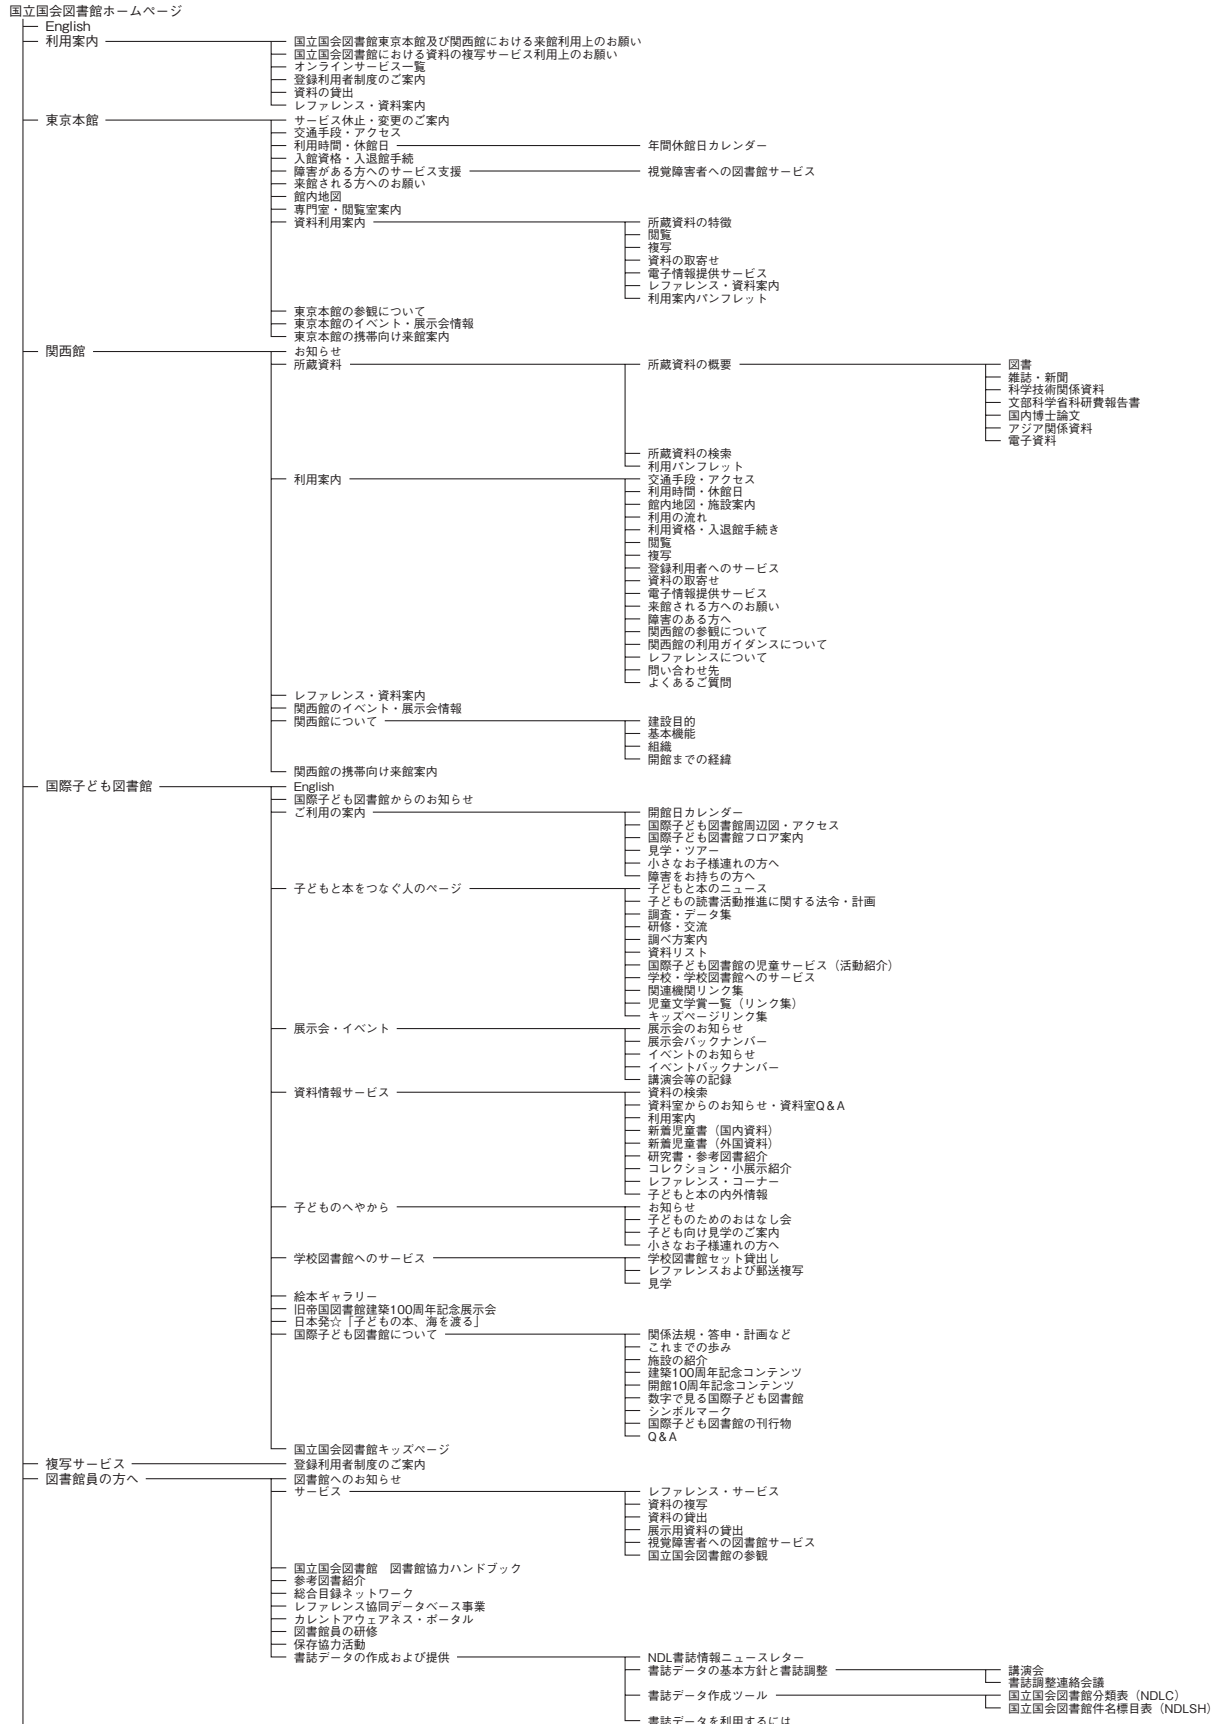 国立国会図書館ホームページ
English
利用案内
国立国会図書館東京本館及び関西館における来館利用上のお願い
国立国会図書館における資料の複写サービス利用上のお願い
オンラインサービス一覧
登録利用者制度のご案内
資料の貸出
レファレンス・資料案内
東京本館
サービス休止・変更のご案内
交通手段・アクセス
利用時間・休館日
年間休館日カレンダー
入館資格・入退館手続
障害がある方へのサービス支援
視覚障害者への図書館サービス
来館される方へのお願い
館内地図
専門室・閲覧室案内
資料利用案内
所蔵資料の特徴
閲覧
複写
資料の取寄せ
電子情報提供サービス
レファレンス・資料案内
利用案内パンフレット
東京本館の参観について
東京本館のイベント・展示会情報
東京本館の携帯向け来館案内
関西館
お知らせ
所蔵資料
所蔵資料の概要
図書
雑誌・新聞
科学技術関係資料
文部科学省科研費報告書
国内博士論文
アジア関係資料
電子資料
所蔵資料の検索
利用パンフレット
利用案内
交通手段・アクセス
利用時間・休館日
館内地図・施設案内
利用の流れ
利用資格・入退館手続き
閲覧
複写
登録利用者へのサービス
資料の取寄せ
電子情報提供サービス
来館される方へのお願い
障害のある方へ
関西館の参観について
関西館の利用ガイダンスについて
レファレンスについて
問い合わせ先
よくあるご質問
レファレンス・資料案内
関西館のイベント・展示会情報
関西館について
建設目的
基本機能
組織
開館までの経緯
関西館の携帯向け来館案内
国際子ども図書館
English
国際子ども図書館からのお知らせ
ご利用の案内
開館日カレンダー
国際子ども図書館周辺図・アクセス
国際子ども図書館フロア案内
見学・ツアー
小さなお子様連れの方へ
障害をお持ちの方へ
子どもと本をつなぐ人のページ
子どもと本のニュース
子どもの読書活動推進に関する法令・計画
調査・データ集
研修・交流
調べ方案内
資料リスト
国際子ども図書館の児童サービス（活動紹介）
学校・学校図書館へのサービス
関連機関リンク集
児童文学賞一覧（リンク集）
キッズページリンク集
展示会・イベント
展示会のお知らせ
展示会バックナンバー
イベントのお知らせ
イベントバックナンバー
講演会等の記録
資料情報サービス
資料の検索
資料室からのお知らせ・資料室Q＆A
利用案内
新着児童書（国内資料）
新着児童書（外国資料）
研究書・参考図書紹介
コレクション・小展示紹介
レファレンス・コーナー
子どもと本の内外情報
子どものへやから
お知らせ
子どものためのおはなし会
子ども向け見学のご案内
小さなお子様連れの方へ
学校図書館へのサービス
学校図書館セット貸出し
レファレンスおよび郵送複写
見学
絵本ギャラリー
旧帝国図書館建築100周年記念展示会
日本発☆「子どもの本、海を渡る」
国際子ども図書館について
関係法規・答申・計画など
これまでの歩み
施設の紹介
建築100周年記念コンテンツ
開館10周年記念コンテンツ
数字で見る国際子ども図書館
シンボルマーク
国際子ども図書館の刊行物
Q＆A
国立国会図書館キッズページ
複写サービス
登録利用者制度のご案内
図書館員の方へ
図書館へのお知らせ
サービス
レファレンス・サービス
資料の複写
資料の貸出
展示用資料の貸出
視覚障害者への図書館サービス
国立国会図書館の参観
国立国会図書館　図書館協力ハンドブック
参考図書紹介
総合目録ネットワーク
レファレンス協同データベース事業
カレントアウェアネス・ポータル
図書館員の研修
保存協力活動
書誌データの作成および提供
NDL書誌情報ニュースレター
書誌データの基本方針と書誌調整
講演会
書誌調整連絡会議
書誌データ作成ツール
国立国会図書館分類表（NDLC）
国立国会図書館件名標目表（NDLSH）
書誌データを利用するには